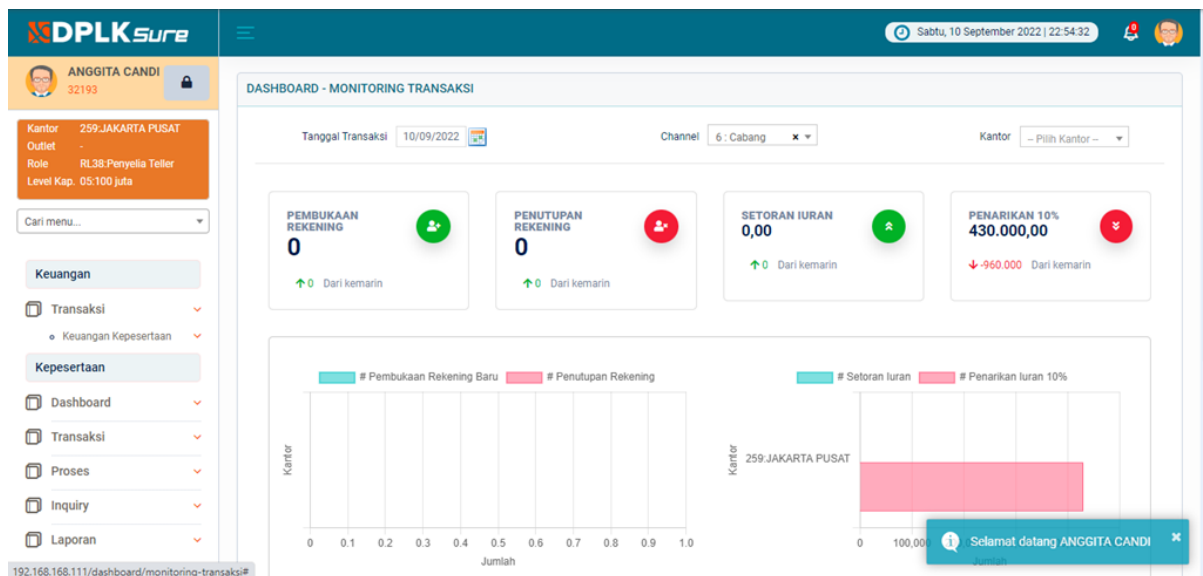 DPLKSure
Sabtu, 10 September 2022 | 22:54:32
ANGGITA CANDI
32193
Kantor 259:JAKARTA PUSAT
Outlet -
Role RL38:Penyelia Teller
Level Kap. 05:100 juta
Cari menu...
Keuangan
Transaksi
Keuangan Kepesertaan
Kepesertaan
Dashboard
Transaksi
Proses
Inquiry
Laporan
192.168.168.111/dashboard/monitoring-transaksi#
DASHBOARD - MONITORING TRANSAKSI
Tanggal Transaksi 10/09/2022
Channel 6 : Cabang × 
Kantor -- Pilih Kantor --
PEMBUKAAN
REKENING
0
0 Dari kemarin
PENUTUPAN
REKENING
0
0 Dari kemarin
SETORAN IURAN
0,00
0 Dari kemarin
PENARIKAN 10%
430.000,00
-960.000 Dari kemarin
# Pembukaan Rekening Baru # Penutupan Rekening
Kantor
0 0.1 0.2 0.3 0.4 0.5 0.6 0.7 0.8 0.9 1.0
Jumlah
# Setoran Iuran # Penarikan Iuran 10%
Kantor
259:JAKARTA PUSAT
0 100,000
Jumlah
Selamat datang ANGGITA CANDI ×